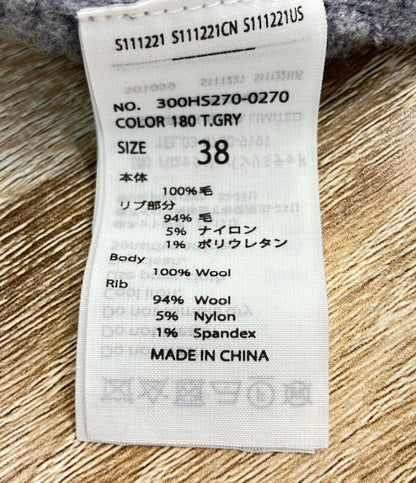 S111221 S111221CN S111221US
NO. 300HS270-0270
COLOR 180 T.GRY
SIZE 38
本体
100%毛
リブ部分
94% 毛
5% ナイロン
1% ポリウレタン
Body
100% Wool
Rib
94% Wool
5% Nylon
1% Spandex
MADE IN CHINA